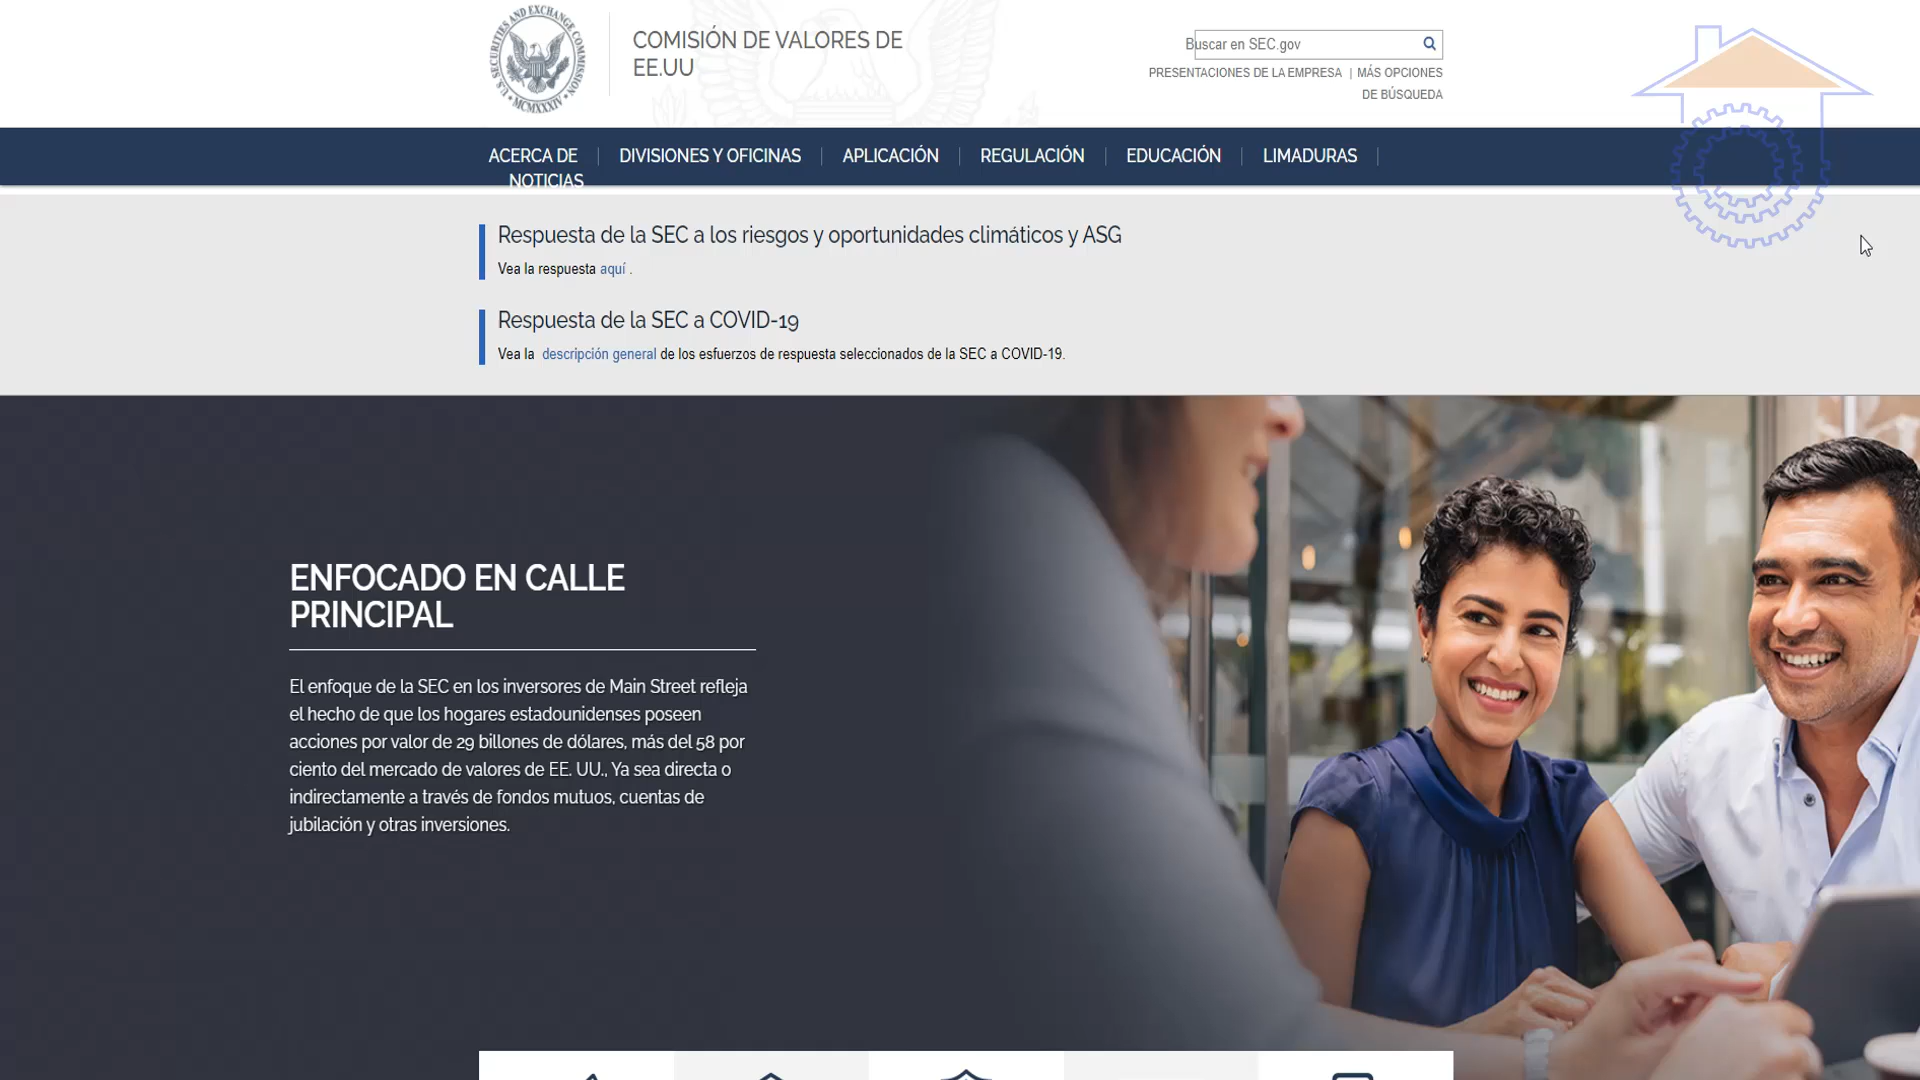 U.S. SECURITIES AND EXCHANGE COMMISSION
MCMXXXIV
COMISIÓN DE VALORES DE
EE.UU
Buscar en SEC.gov
PRESENTACIONES DE LA EMPRESA | MÁS OPCIONES
DE BÚSQUEDA
ACERCA DE | DIVISIONES Y OFICINAS | APLICACIÓN | REGULACIÓN | EDUCACIÓN | LIMADURAS |
NOTICIAS
Respuesta de la SEC a los riesgos y oportunidades climáticos y ASG
Vea la respuesta aquí .
Respuesta de la SEC a COVID-19
Vea la descripción general de los esfuerzos de respuesta seleccionados de la SEC a COVID-19.
ENFOCADO EN CALLE
PRINCIPAL
El enfoque de la SEC en los inversores de Main Street refleja
el hecho de que los hogares estadounidenses poseen
acciones por valor de 29 billones de dólares, más del 58 por
ciento del mercado de valores de EE. UU., Ya sea directa o
indirectamente a través de fondos mutuos, cuentas de
jubilación y otras inversiones.